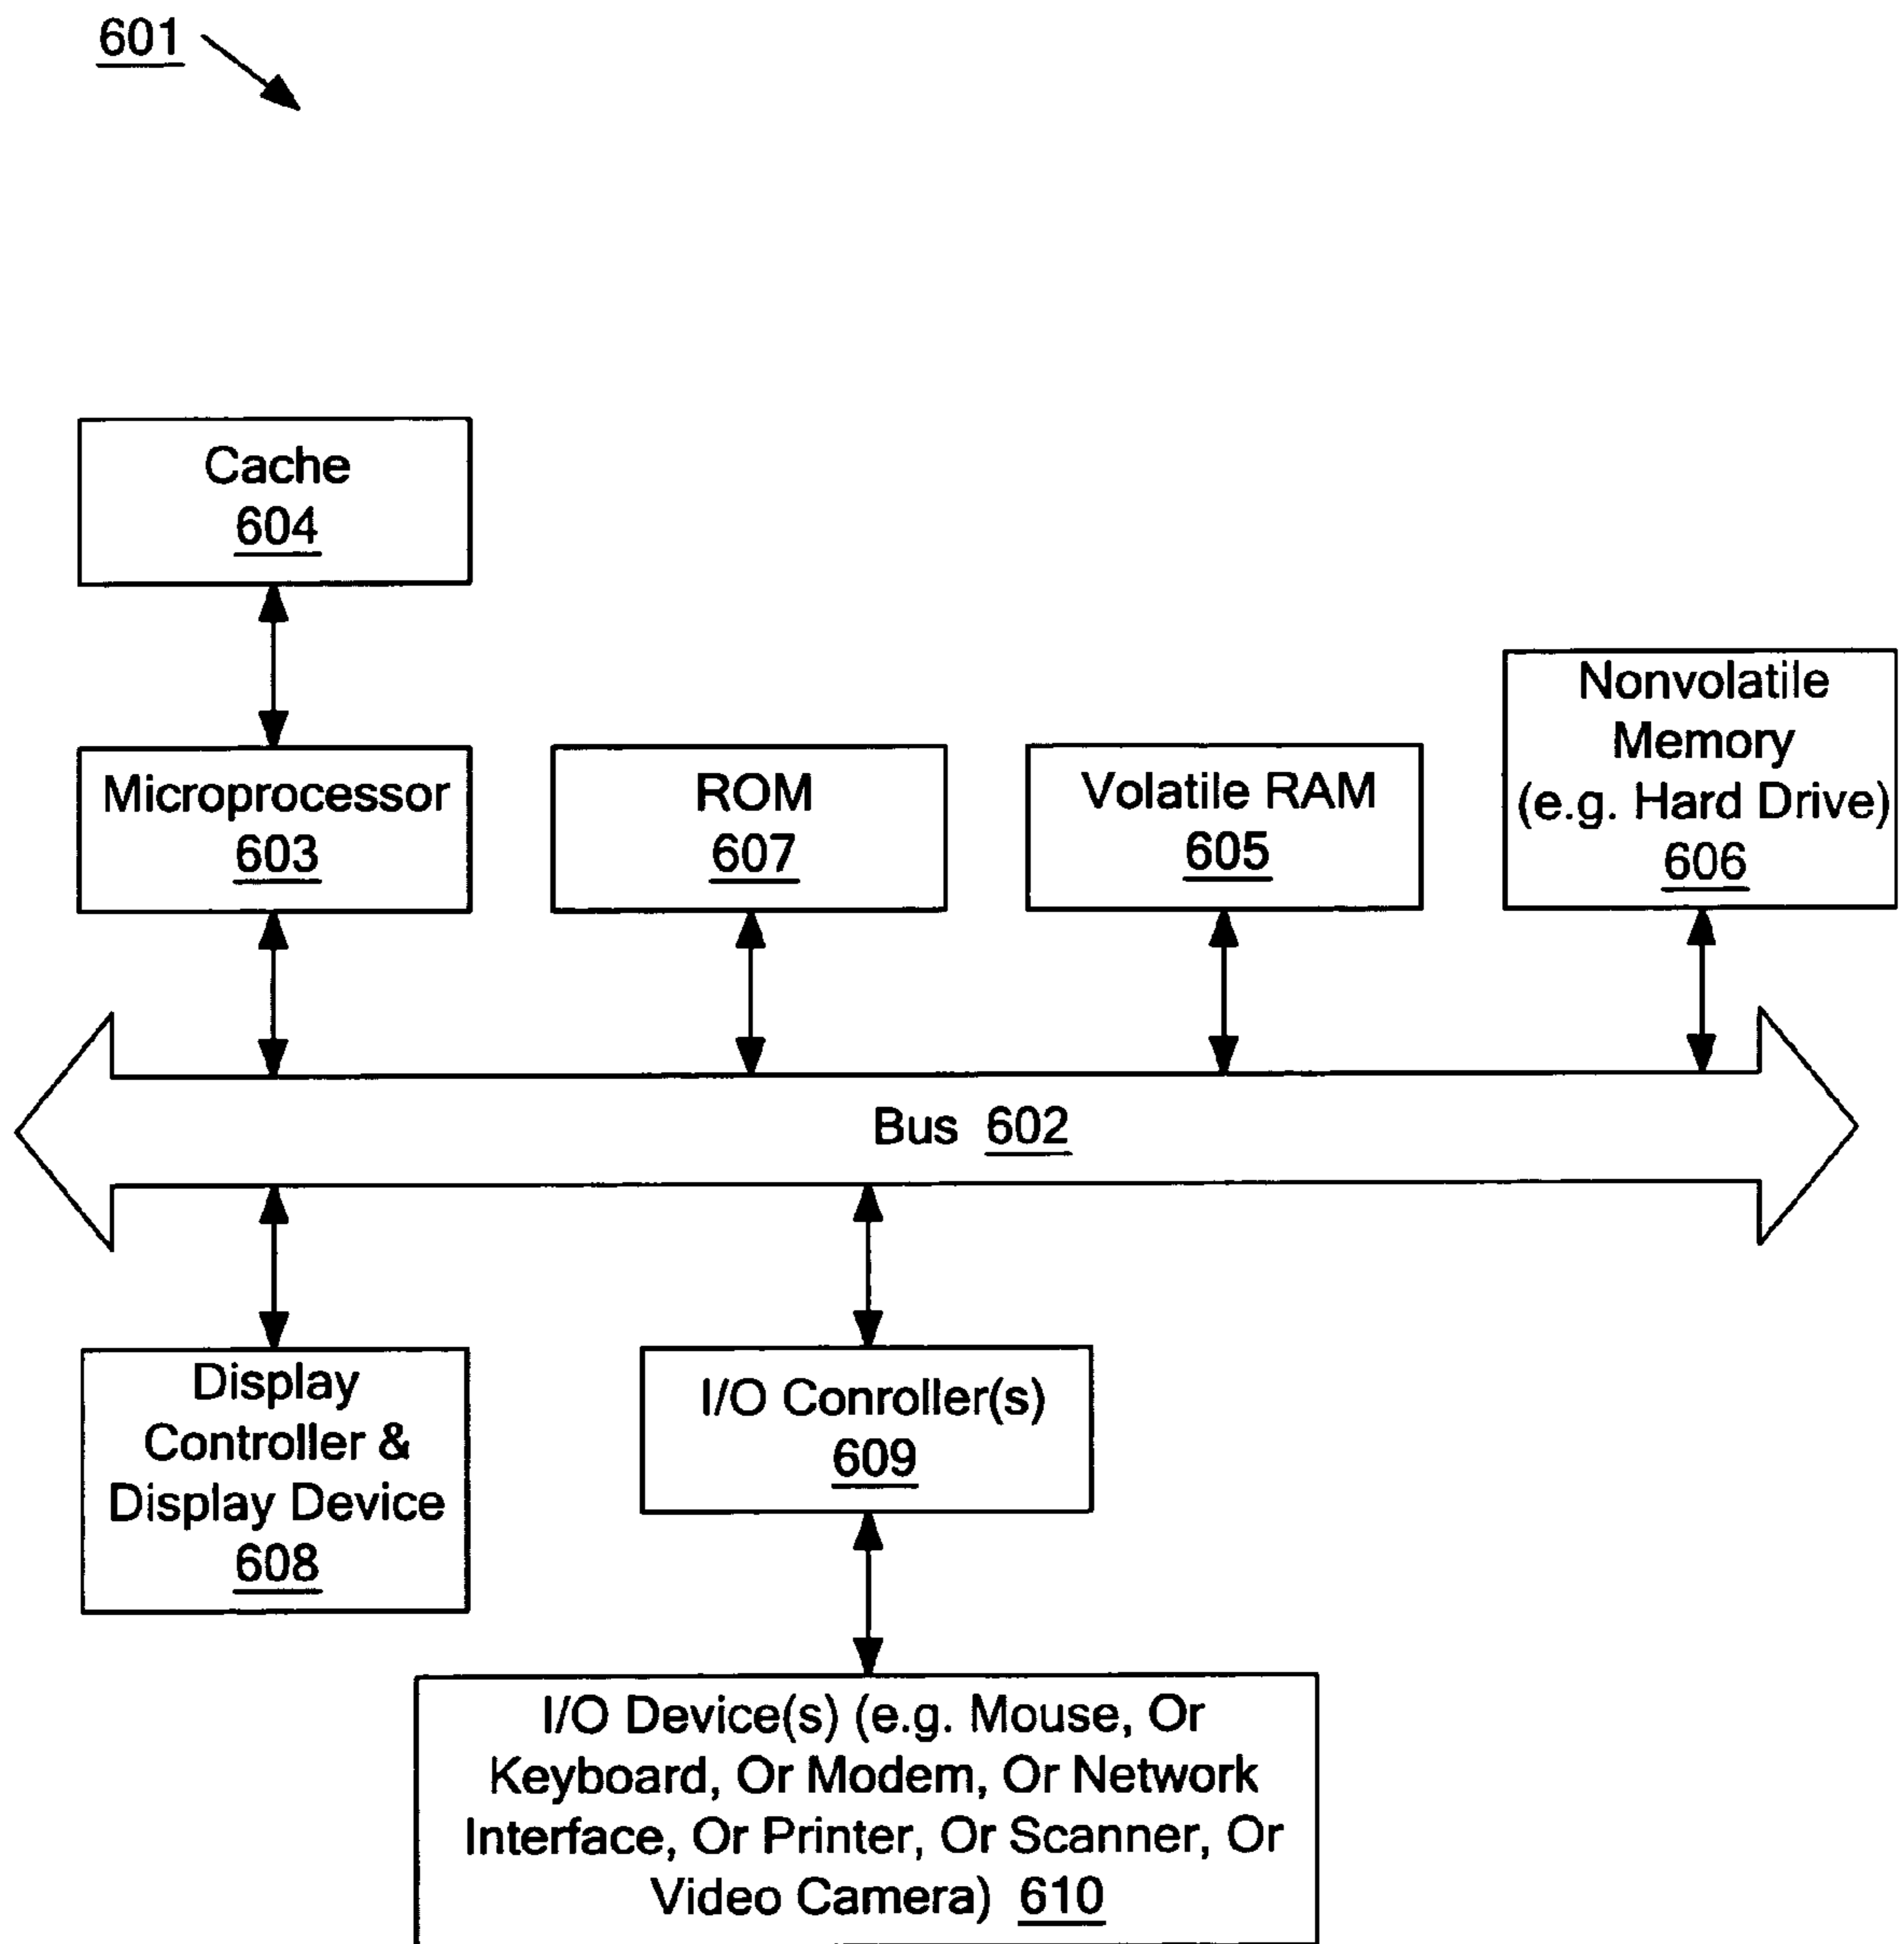 601
Cache
604
Microprocessor
603
ROM
607
Volatile RAM
605
Nonvolatile
Memory
(e.g. Hard Drive)
606
Bus 602
Display
Controller &
Display Device
608
I/O Conroller(s)
609
I/O Device(s) (e.g. Mouse, Or
Keyboard, Or Modem, Or Network
Interface, Or Printer, Or Scanner, Or
Video Camera) 610